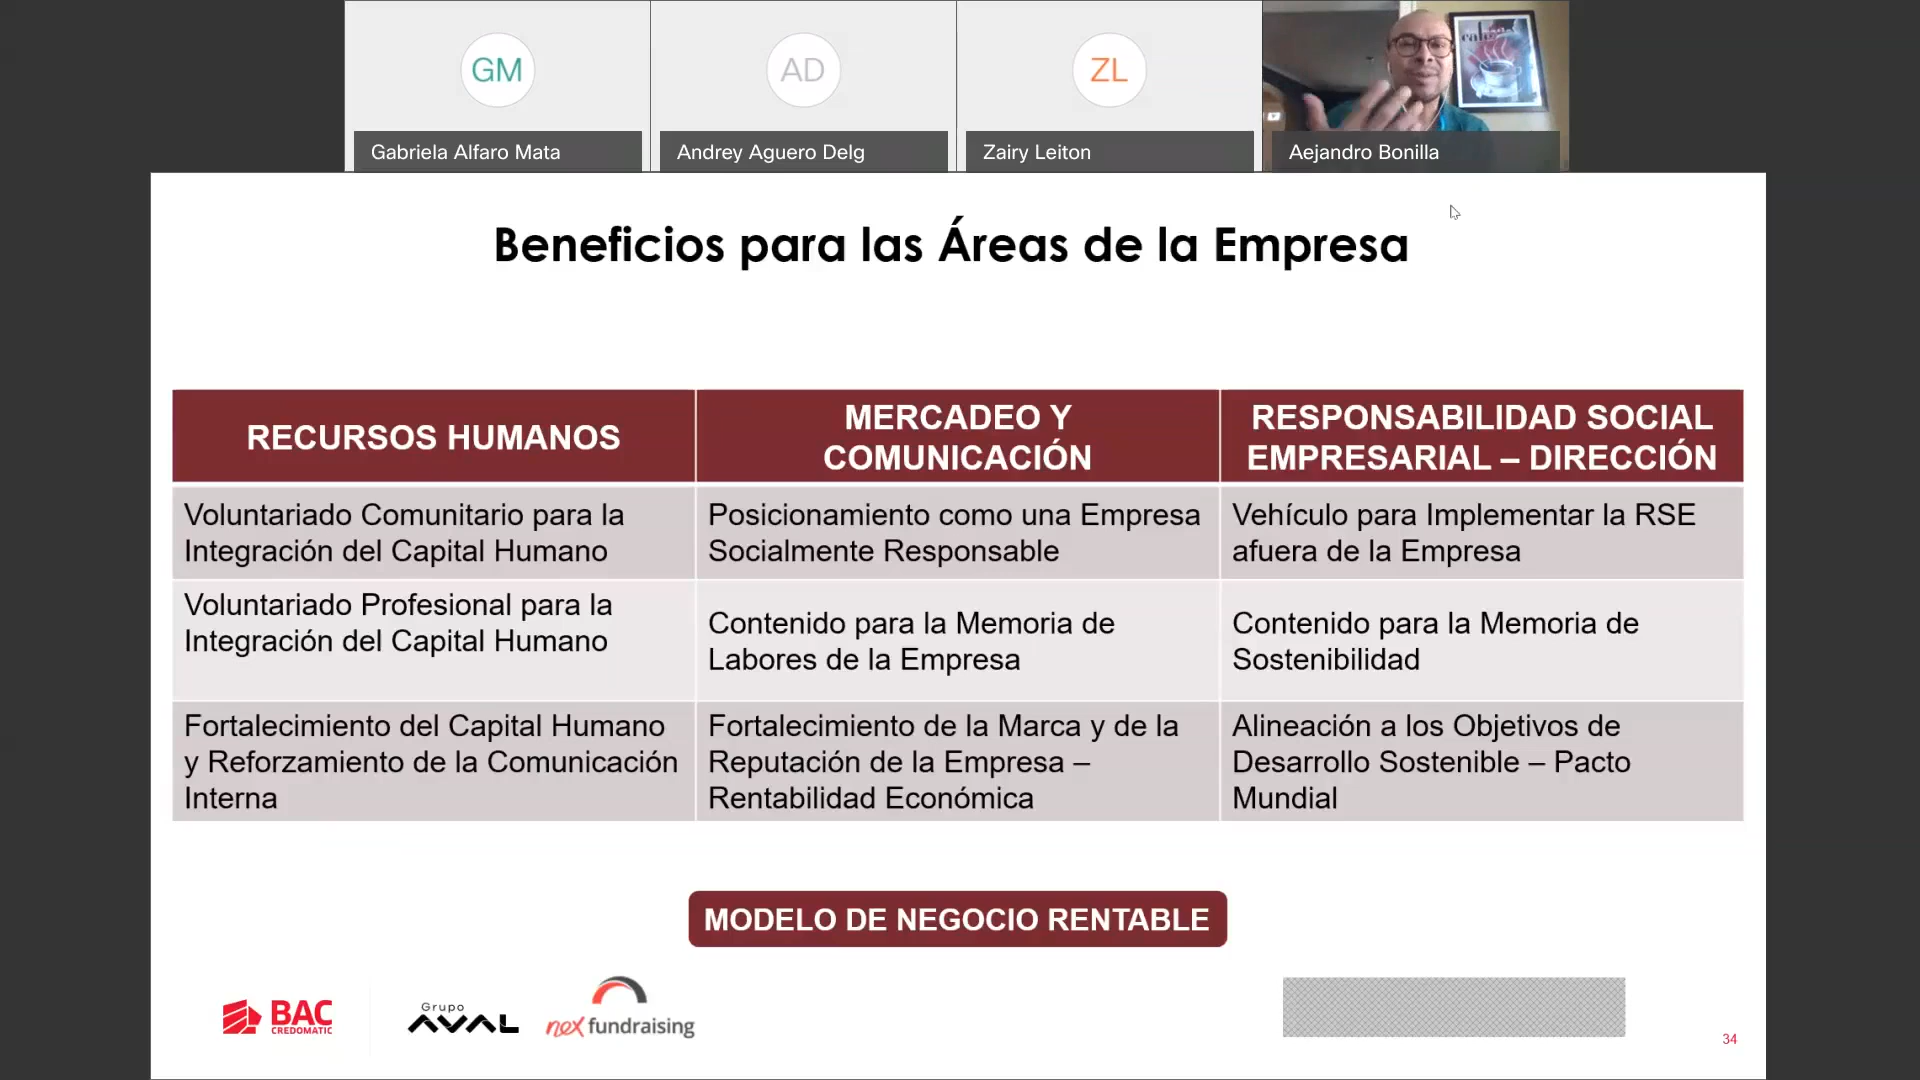 GM
AD
ZL
cafe
Gabriela Alfaro Mata
Andrey Aguero Delg
Zairy Leiton
Aejandro Bonilla
Beneficios para las Áreas de la Empresa
RECURSOS HUMANOS
MERCADEO Y
COMUNICACIÓN
RESPONSABILIDAD SOCIAL
EMPRESARIAL – DIRECCIÓN
Voluntariado Comunitario para la
Integración del Capital Humano
Posicionamiento como una Empresa
Socialmente Responsable
Vehículo para Implementar la RSE
afuera de la Empresa
Voluntariado Profesional para la
Integración del Capital Humano
Contenido para la Memoria de
Labores de la Empresa
Contenido para la Memoria de
Sostenibilidad
Fortalecimiento del Capital Humano
y Reforzamiento de la Comunicación
Interna
Fortalecimiento de la Marca y de la
Reputación de la Empresa –
Rentabilidad Económica
Alineación a los Objetivos de
Desarrollo Sostenible – Pacto
Mundial
MODELO DE NEGOCIO RENTABLE
BAC
CREDOMATIC
Grupo
AVAL
nex fundraising
34